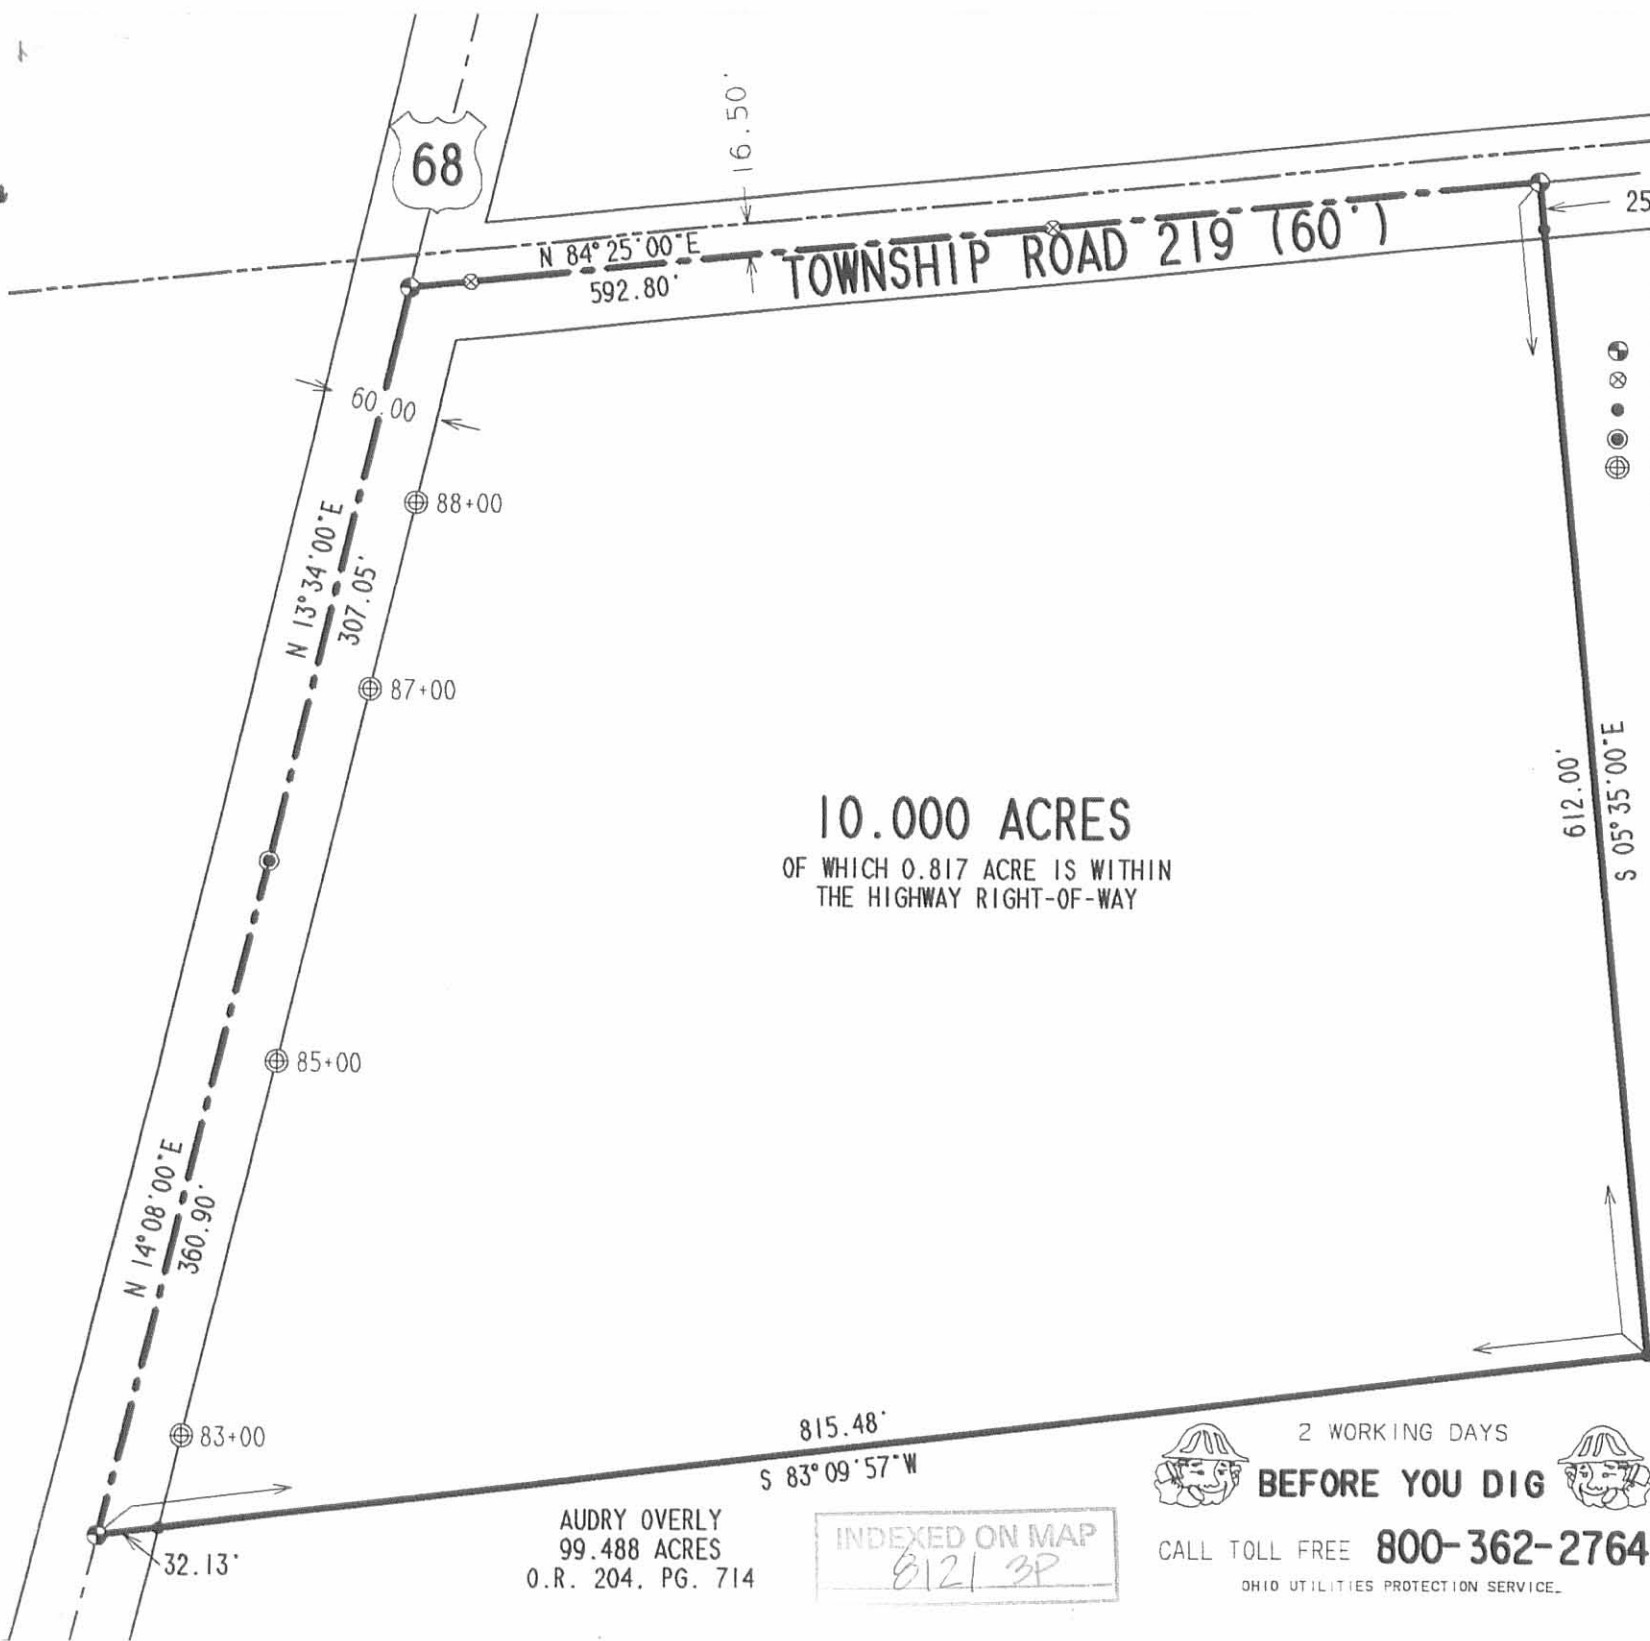 68
16.50'
25
N 84°25'00"E
592.80'
TOWNSHIP ROAD 219 (60')
60.00
88+00
N 13°34'00"E
307.05'
87+00
612.00'
S 05°35'00"E
10.000 ACRES
OF WHICH 0.817 ACRE IS WITHIN
THE HIGHWAY RIGHT-OF-WAY
85+00
N 14°08'00"E
360.90'
83+00
815.48'
S 83°09'57"W
32.13'
AUDRY OVERLY
99.488 ACRES
O.R. 204, PG. 714
INDEXED ON MAP
8121 3P
2 WORKING DAYS
BEFORE YOU DIG
CALL TOLL FREE 800-362-2764
OHIO UTILITIES PROTECTION SERVICE.